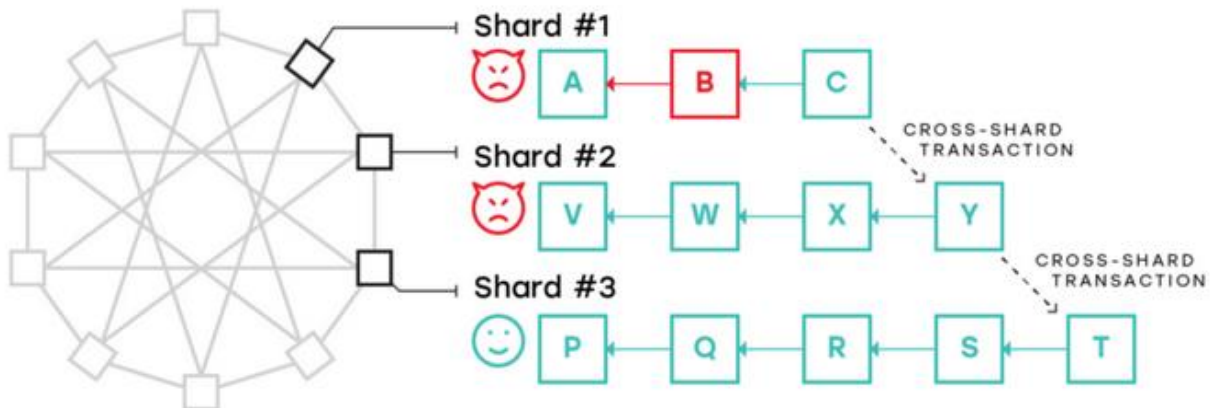 Shard #1
A B C
CROSS-SHARD
TRANSACTION
Shard #2
V W X Y
CROSS-SHARD
TRANSACTION
Shard #3
P Q R S T